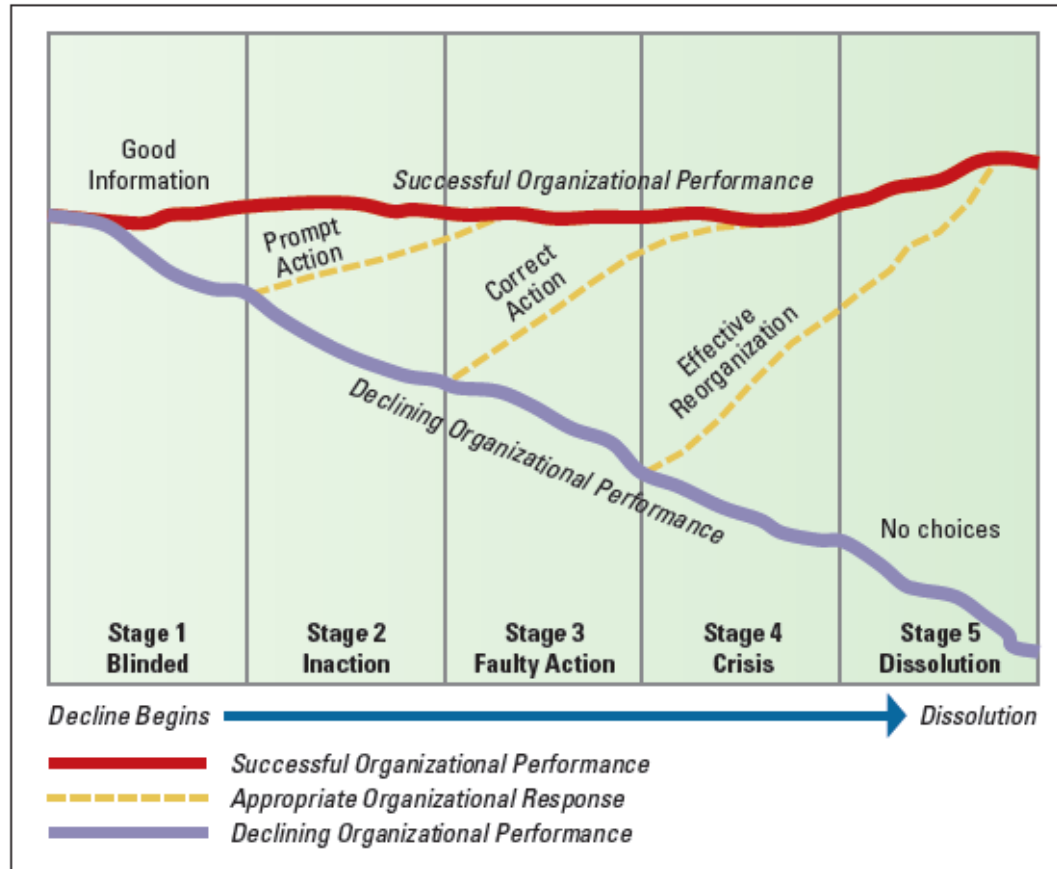 Good
Information
Successful Organizational Performance
Prompt
Action
Correct
Action
Effective
Reorganization
Declining Organizational Performance
No choices
Stage 1
Blinded
Stage 2
Inaction
Stage 3
Faulty Action
Stage 4
Crisis
Stage 5
Dissolution
Decline Begins
Dissolution
Successful Organizational Performance
Appropriate Organizational Response
Declining Organizational Performance